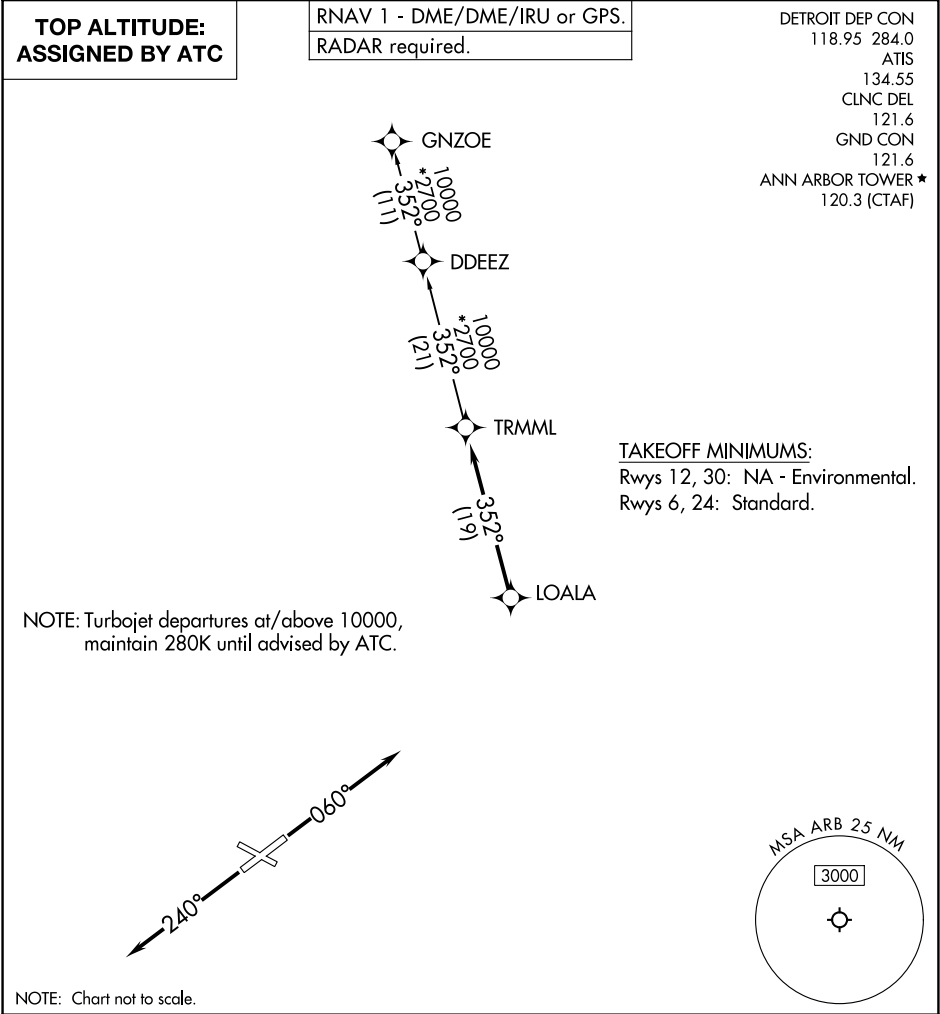 TOP ALTITUDE:
ASSIGNED BY ATC
RNAV 1 - DME/DME/IRU or GPS.
RADAR required.
DETROIT DEP CON
118.95 284.0
ATIS
134.55
CLNC DEL
121.6
GND CON
121.6
ANN ARBOR TOWER ★
120.3 (CTAF)
GNZOE
10000
*2700
352°
(11)
DDEEZ
10000
*2700
352°
(21)
TRMML
TAKEOFF MINIMUMS:
Rwys 12, 30: NA - Environmental.
Rwys 6, 24: Standard.
352°
(19)
LOALA
NOTE: Turbojet departures at/above 10000,
maintain 280K until advised by ATC.
060°
240°
MSA ARB 25 NM
3000
NOTE: Chart not to scale.